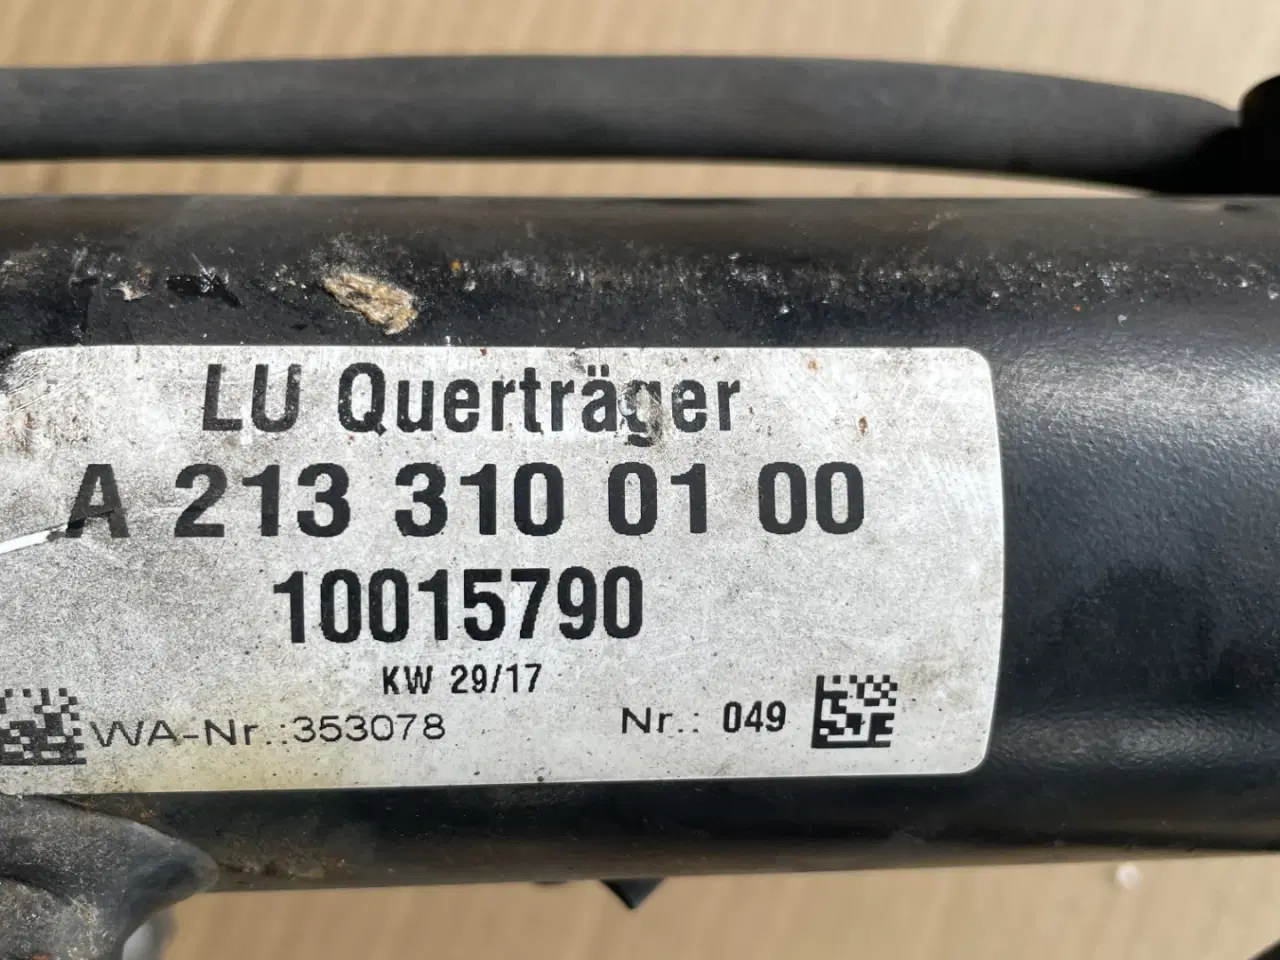 LU Querträger
A 213 310 01 00
10015790
KW 29/17
WA-Nr.:353078 Nr.: 049